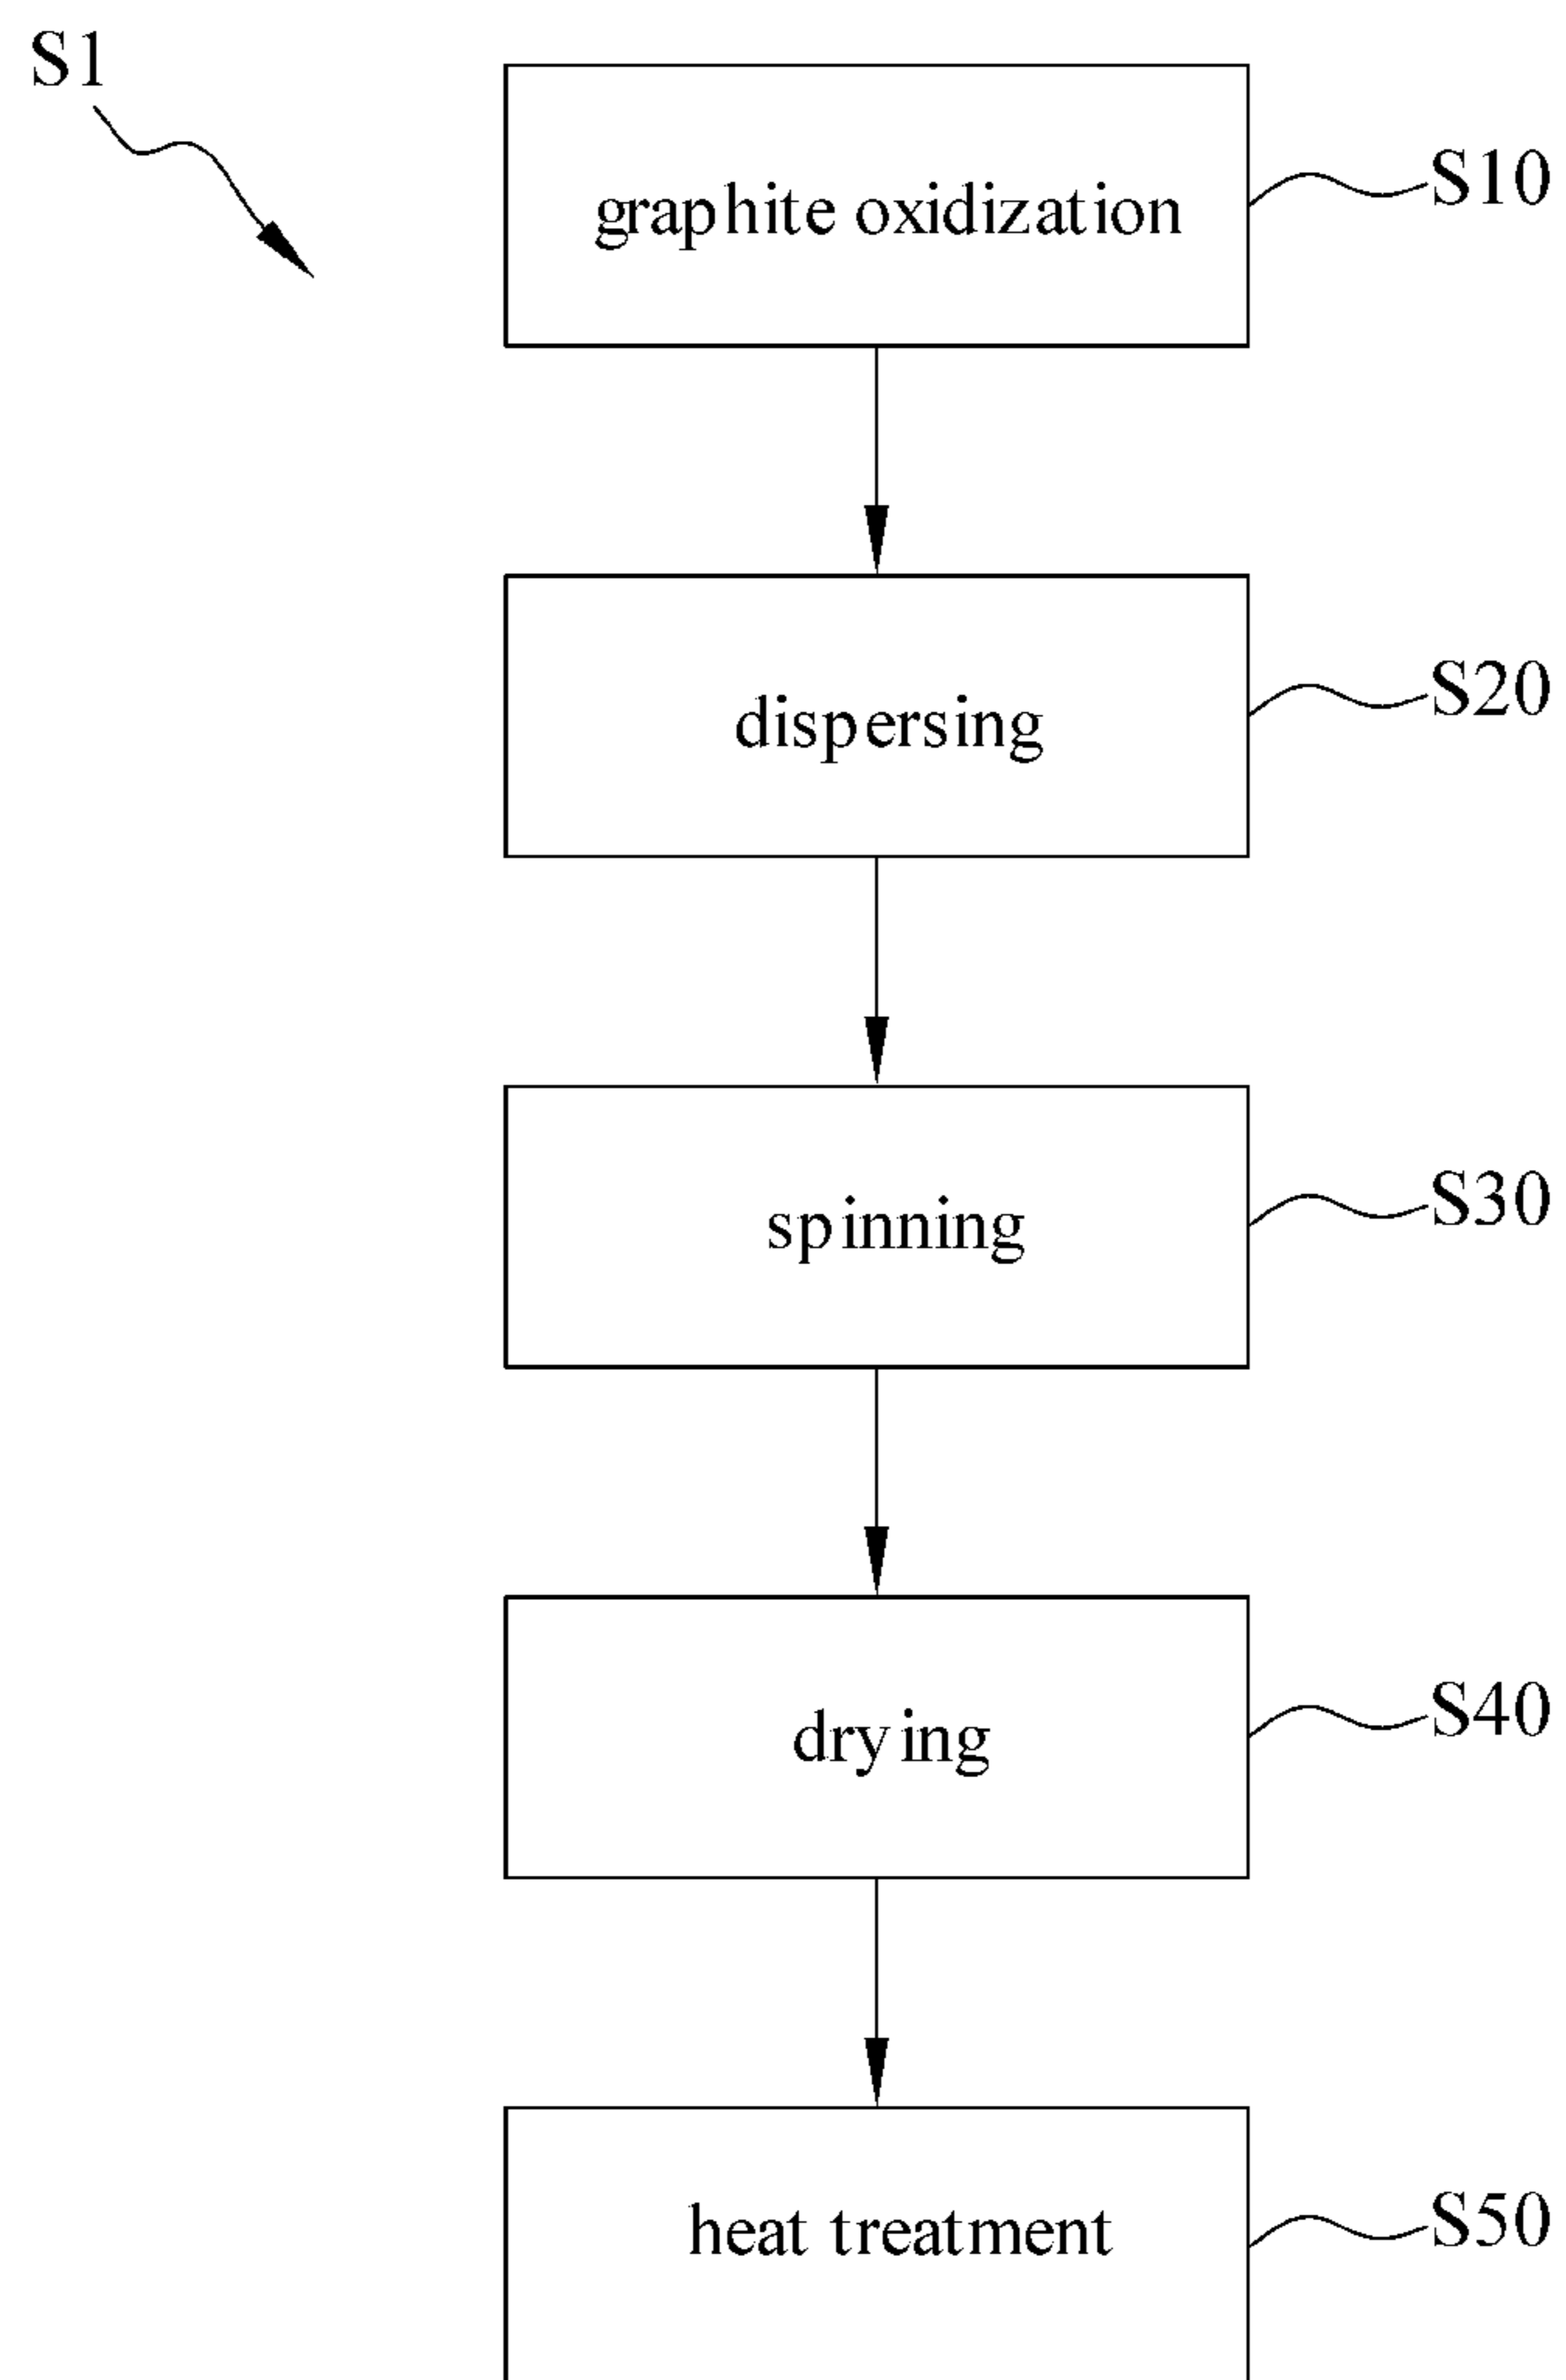 S1
graphite oxidization
S10
dispersing
S20
spinning
S30
drying
S40
heat treatment
S50